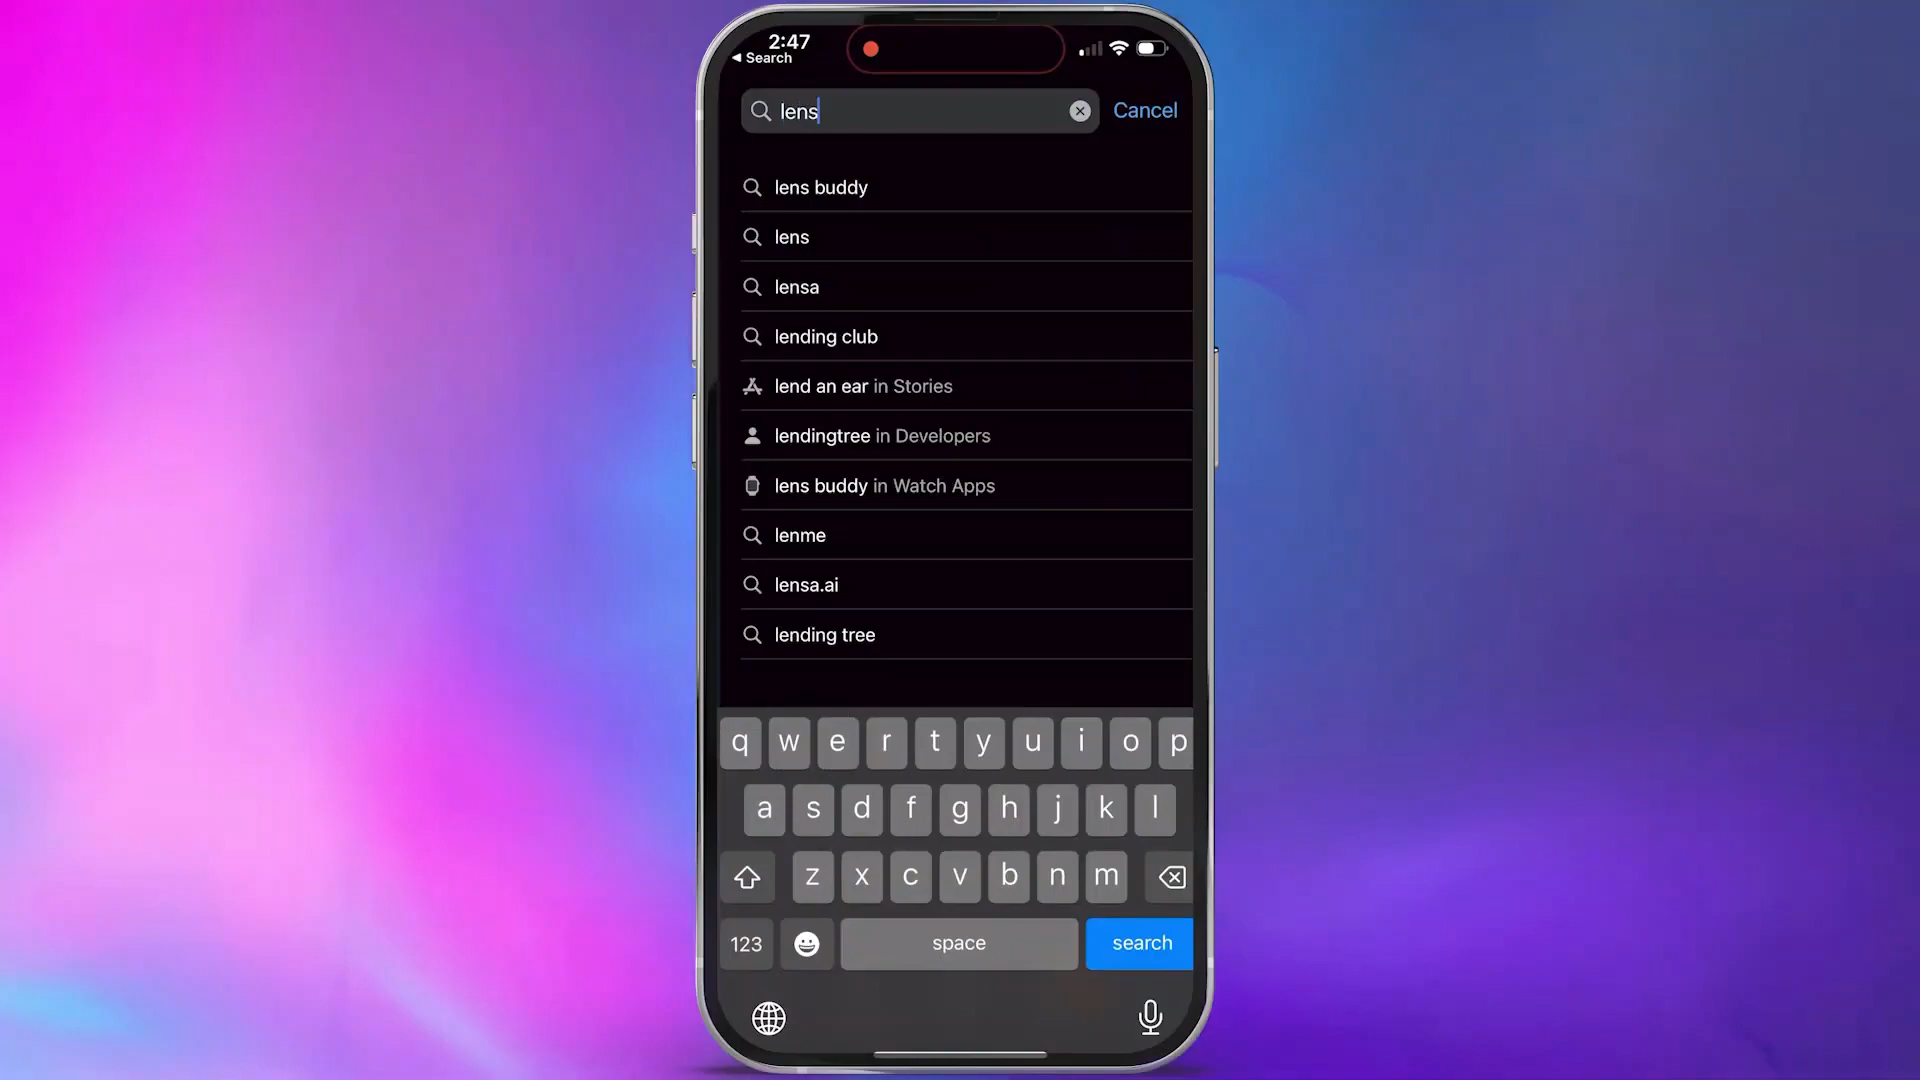 2:47
◀ Search
lens
Cancel
lens buddy
lens
lensa
lending club
lend an ear in Stories
lendingtree in Developers
lens buddy in Watch Apps
lenme
lensa.ai
lending tree
q w e r t y u i o p
a s d f g h j k l
z x c v b n m
123 space search